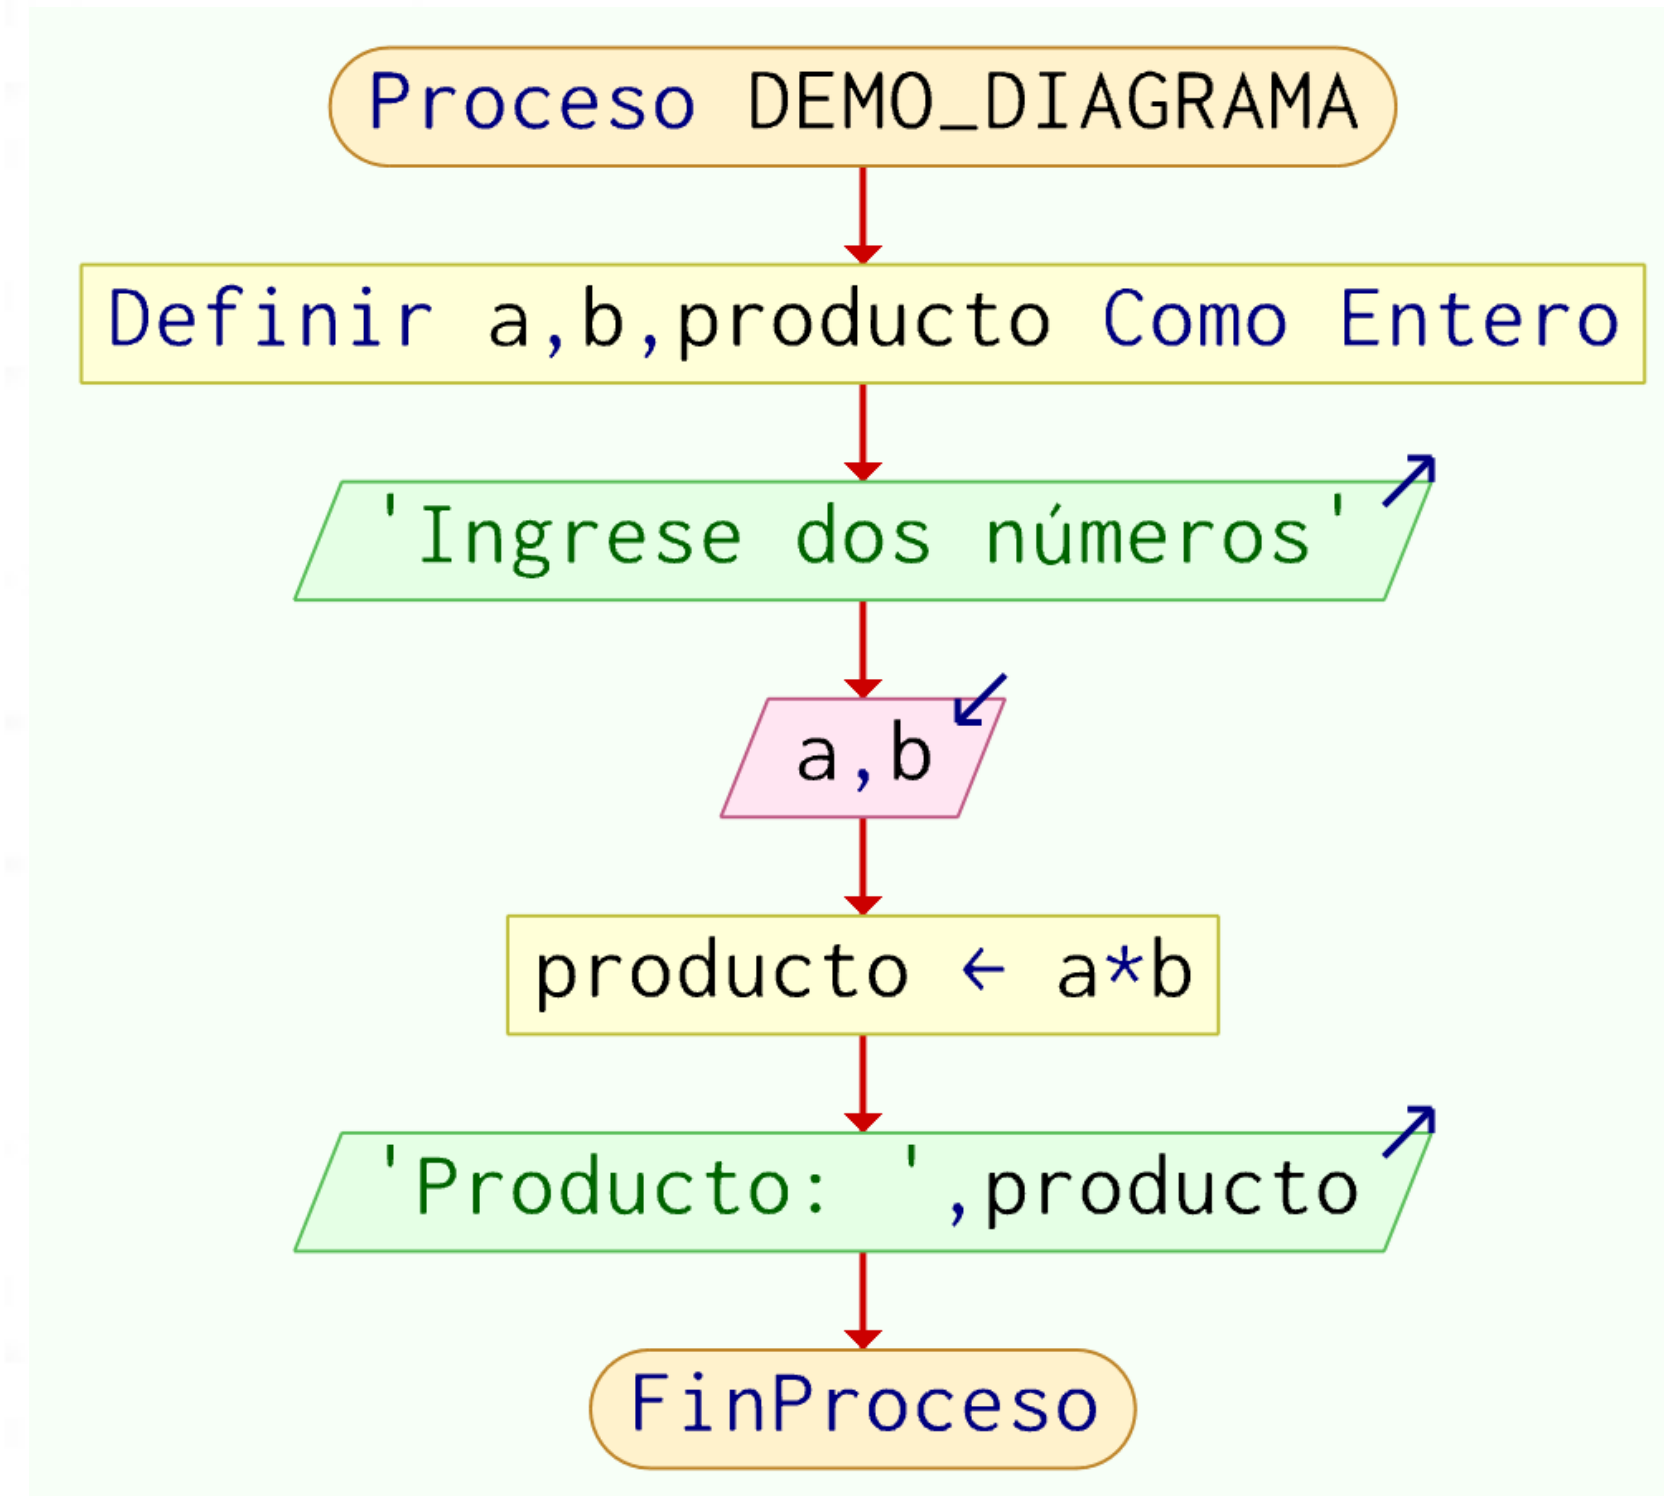 Proceso DEMO_DIAGRAMA
Definir a,b,producto Como Entero
'Ingrese dos números'
a,b
producto ← a*b
'Producto: ',producto
FinProceso